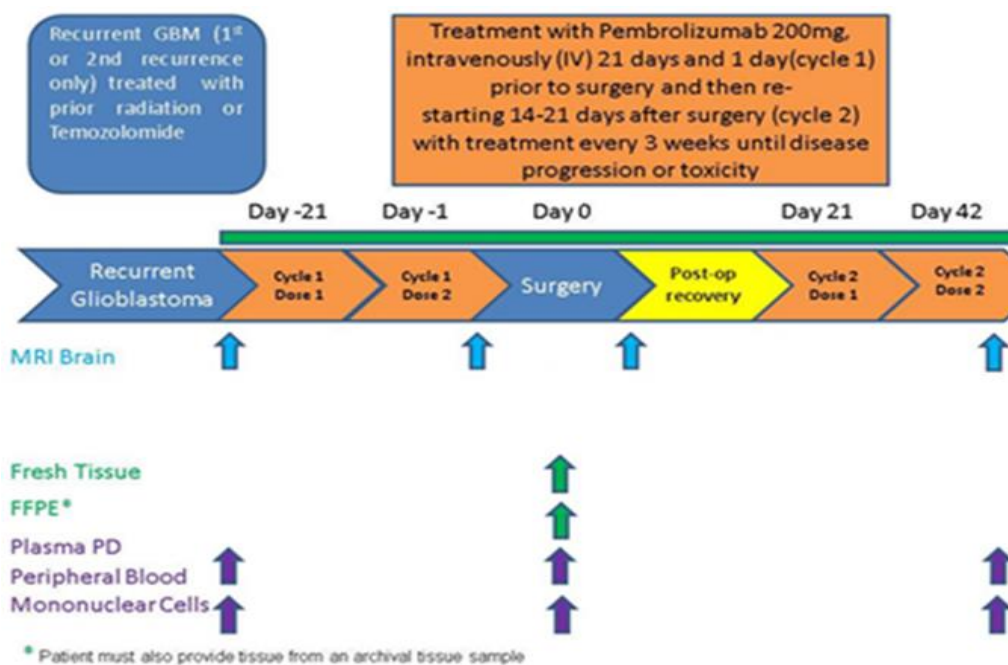 Recurrent GBM (1st
or 2nd recurrence
only) treated with
prior radiation or
Temozolomide
Treatment with Pembrolizumab 200mg,
intravenously (IV) 21 days and 1 day(cycle 1)
prior to surgery and then re-
starting 14-21 days after surgery (cycle 2)
with treatment every 3 weeks until disease
progression or toxicity
Day -21
Day -1
Day 0
Day 21
Day 42
Recurrent
Glioblastoma
Cycle 1
Dose 1
Cycle 1
Dose 2
Surgery
Post-op
recovery
Cycle 2
Dose 1
Cycle 2
Dose 2
MRI Brain
Fresh Tissue
FFPE*
Plasma PD
Peripheral Blood
Mononuclear Cells
* Patient must also provide tissue from an archival tissue sample